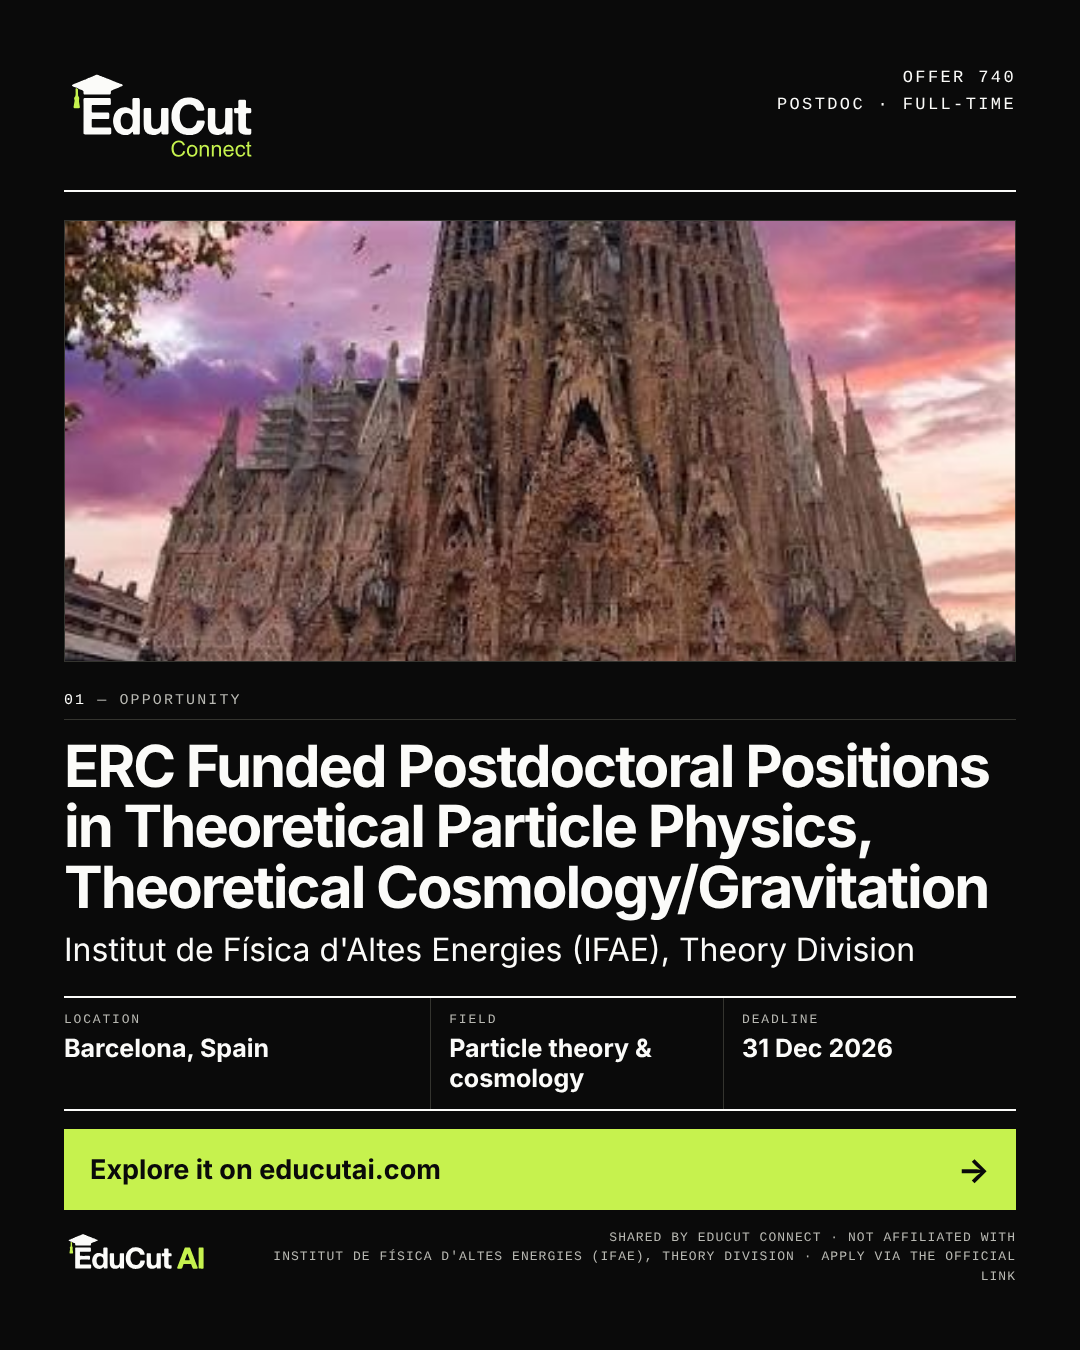 EduCut
Connect
OFFER 740
POSTDOC · FULL-TIME
01 — OPPORTUNITY
ERC Funded Postdoctoral Positions
in Theoretical Particle Physics,
Theoretical Cosmology/Gravitation
Institut de Física d'Altes Energies (IFAE), Theory Division
LOCATION
Barcelona, Spain
FIELD
Particle theory &
cosmology
DEADLINE
31 Dec 2026
Explore it on educutai.com →
EduCut AI
SHARED BY EDUCUT CONNECT · NOT AFFILIATED WITH
INSTITUT DE FÍSICA D'ALTES ENERGIES (IFAE), THEORY DIVISION · APPLY VIA THE OFFICIAL
LINK